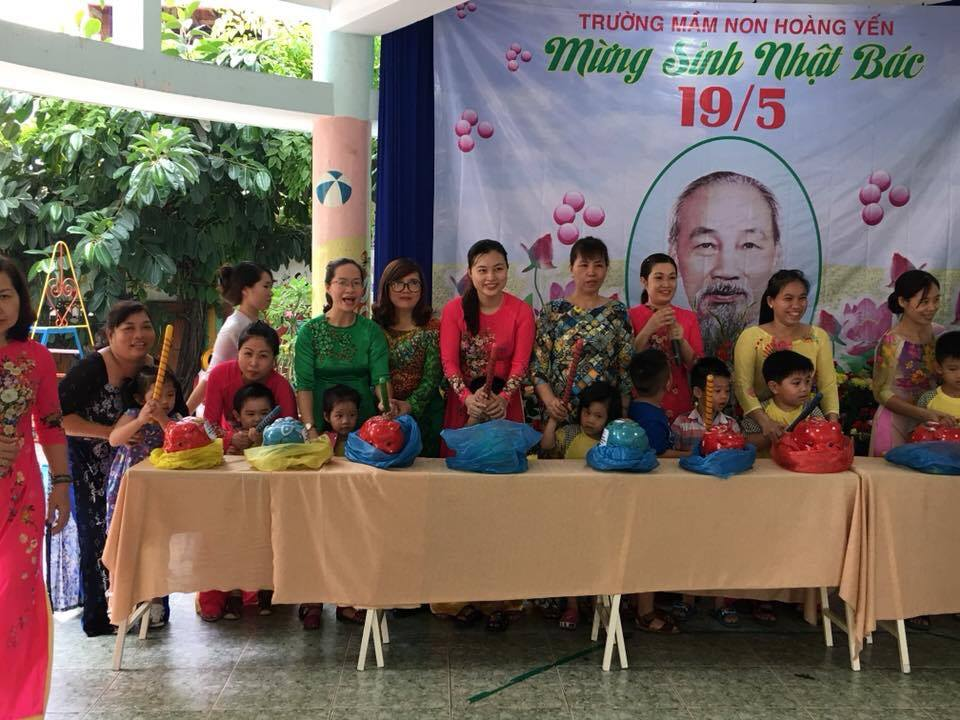 TRƯỜNG MẦM NON HOÀNG YẾN
Mừng Sinh Nhật Bác
19/5